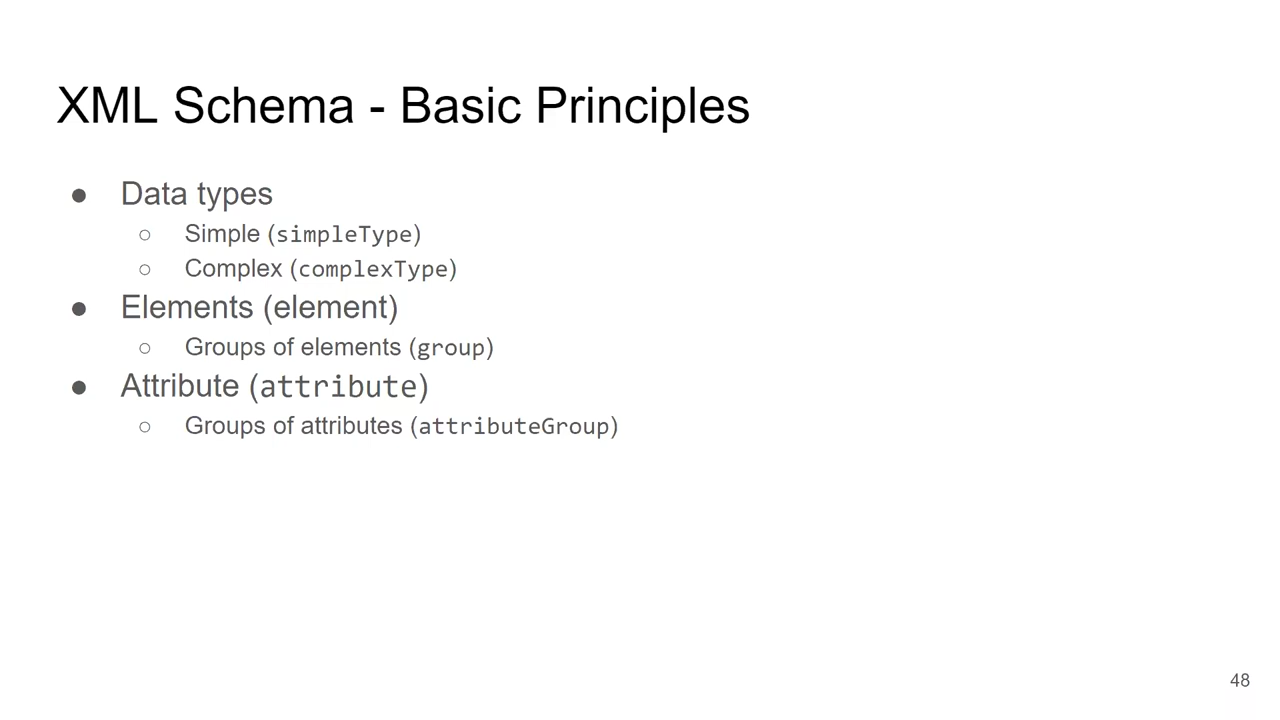 XML Schema - Basic Principles
● Data types
○ Simple (simpleType)
○ Complex (complexType)
● Elements (element)
○ Groups of elements (group)
● Attribute (attribute)
○ Groups of attributes (attributeGroup)
48